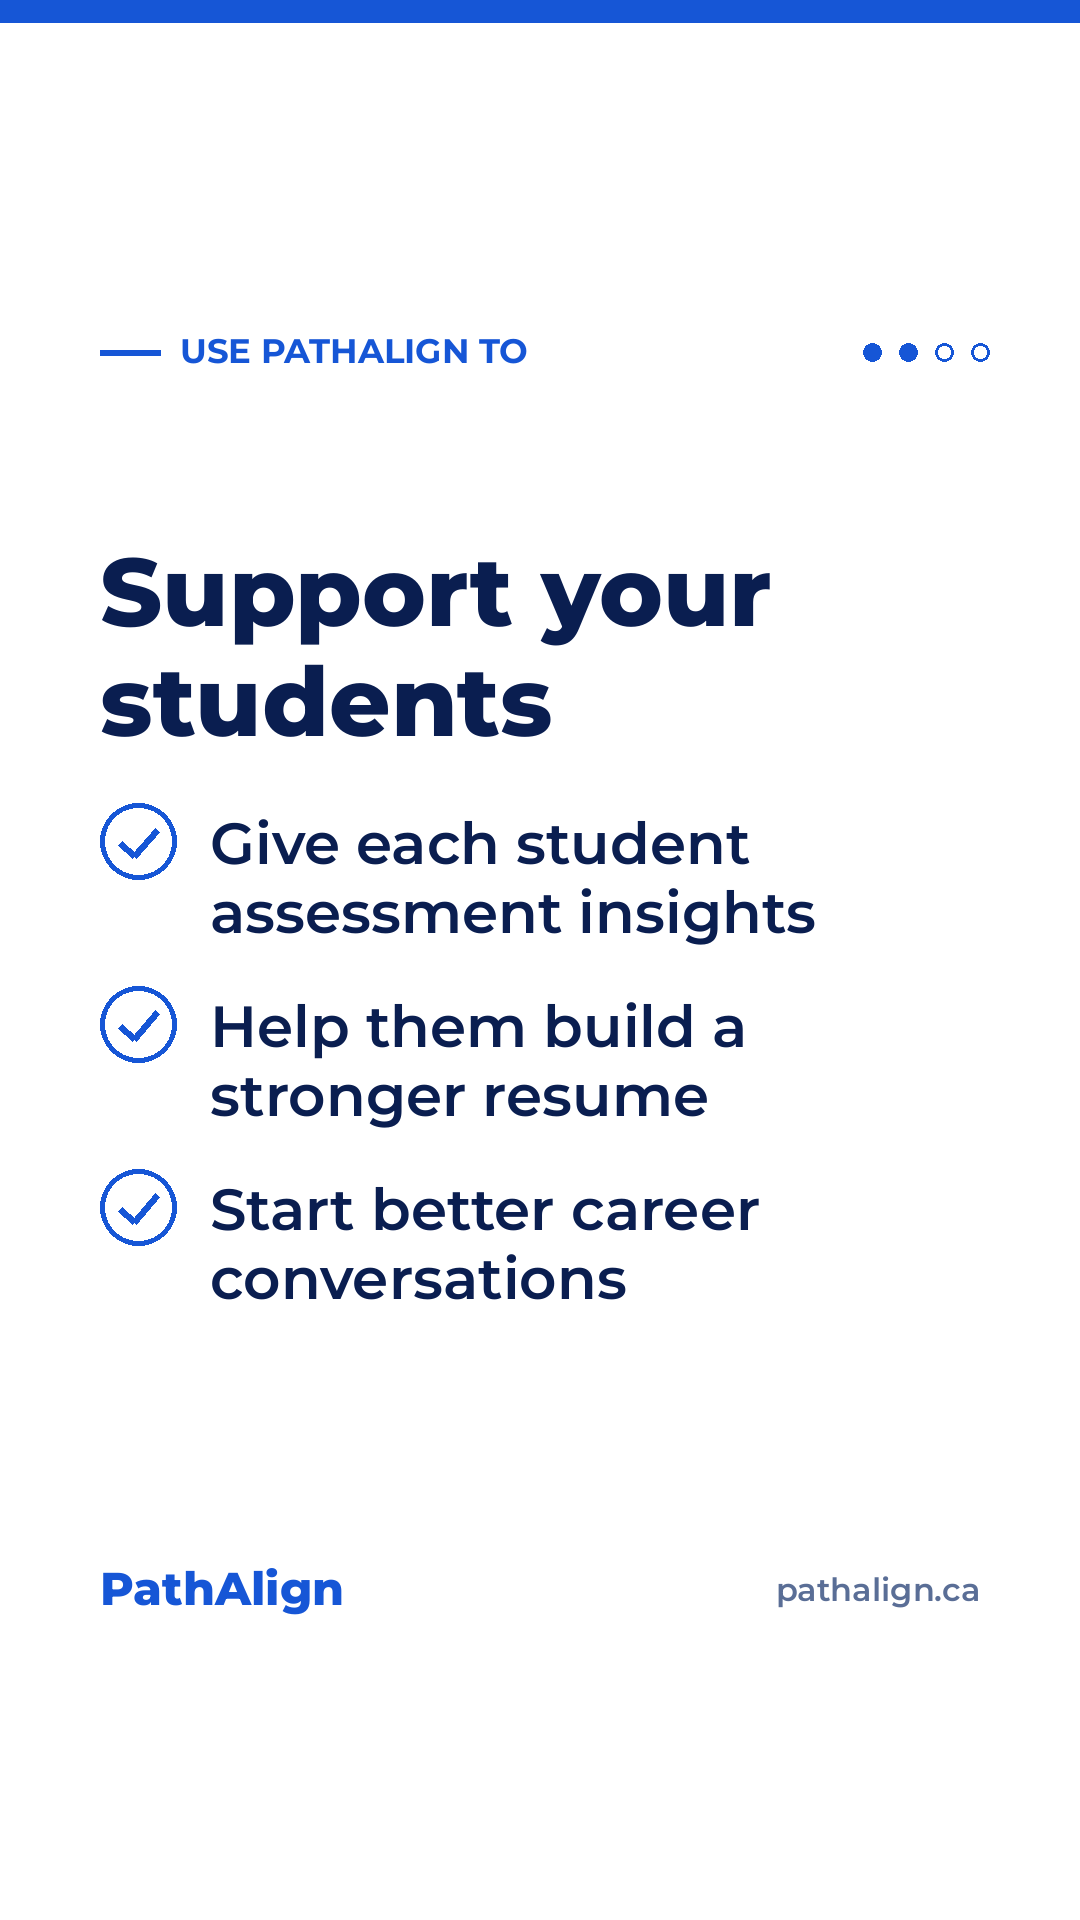 USE PATHALIGN TO
Support your
students
Give each student
assessment insights
Help them build a
stronger resume
Start better career
conversations
PathAlign
pathalign.ca